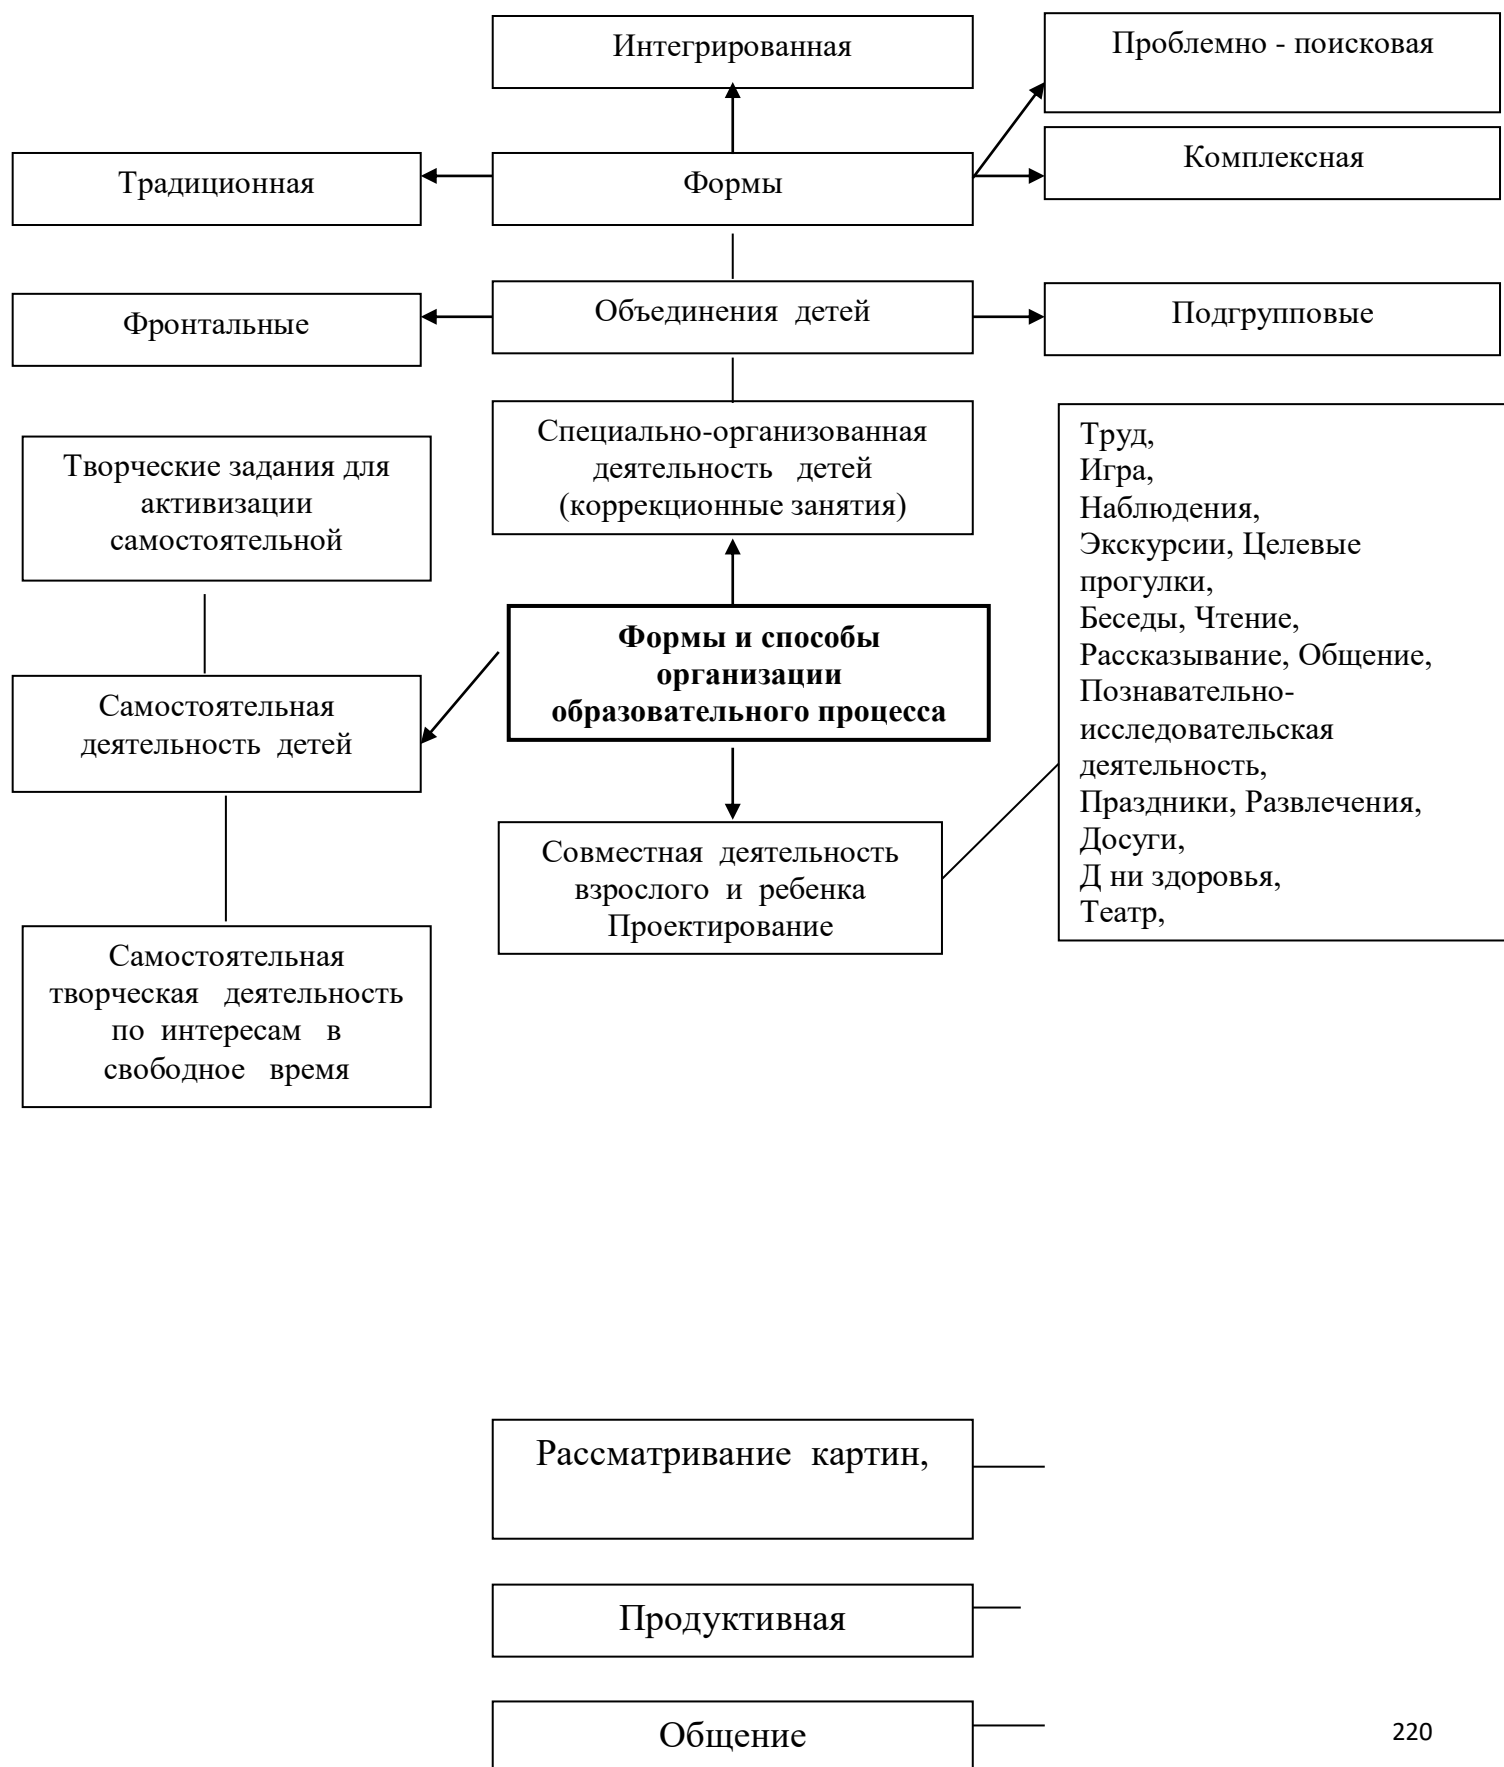 Интегрированная
Проблемно - поисковая
Традиционная
Формы
Комплексная
Фронтальные
Объединения детей
Подгрупповые
Творческие задания для
активизации
самостоятельной
Специально-организованная
деятельность детей
(коррекционные занятия)
Труд,
Игра,
Наблюдения,
Экскурсии, Целевые
прогулки,
Беседы, Чтение,
Рассказывание, Общение,
Познавательно-
исследовательская
деятельность,
Праздники, Развлечения,
Досуги,
Д ни здоровья,
Театр,
Формы и способы
организации
образовательного процесса
Самостоятельная
деятельность детей
Совместная деятельность
взрослого и ребенка
Проектирование
Самостоятельная
творческая деятельность
по интересам в
свободное время
Рассматривание картин,
Продуктивная
Общение
220